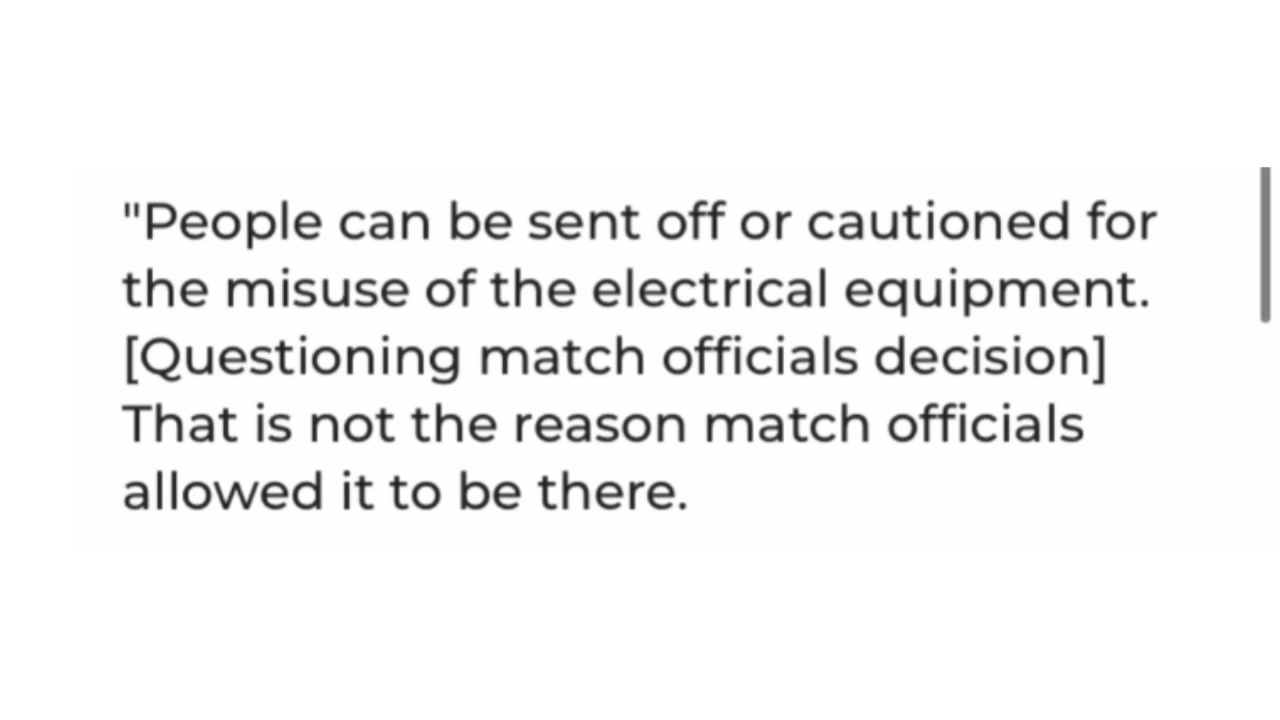 "People can be sent off or cautioned for
the misuse of the electrical equipment.
[Questioning match officials decision]
That is not the reason match officials
allowed it to be there.